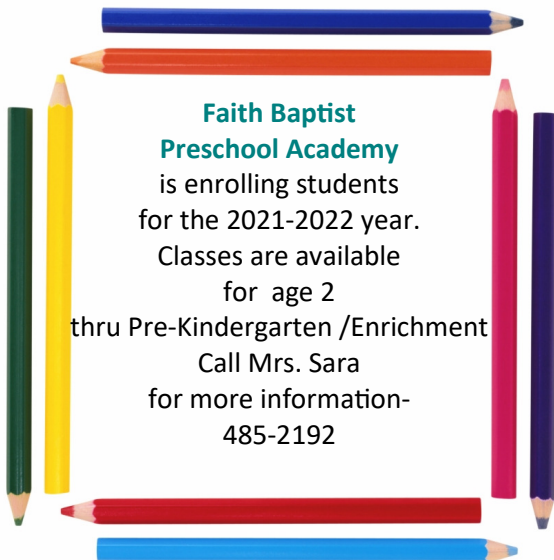 Faith Baptist
Preschool Academy
is enrolling students
for the 2021-2022 year.
Classes are available
for  age 2
thru Pre-Kindergarten /Enrichment
Call Mrs. Sara
for more information-
485-2192